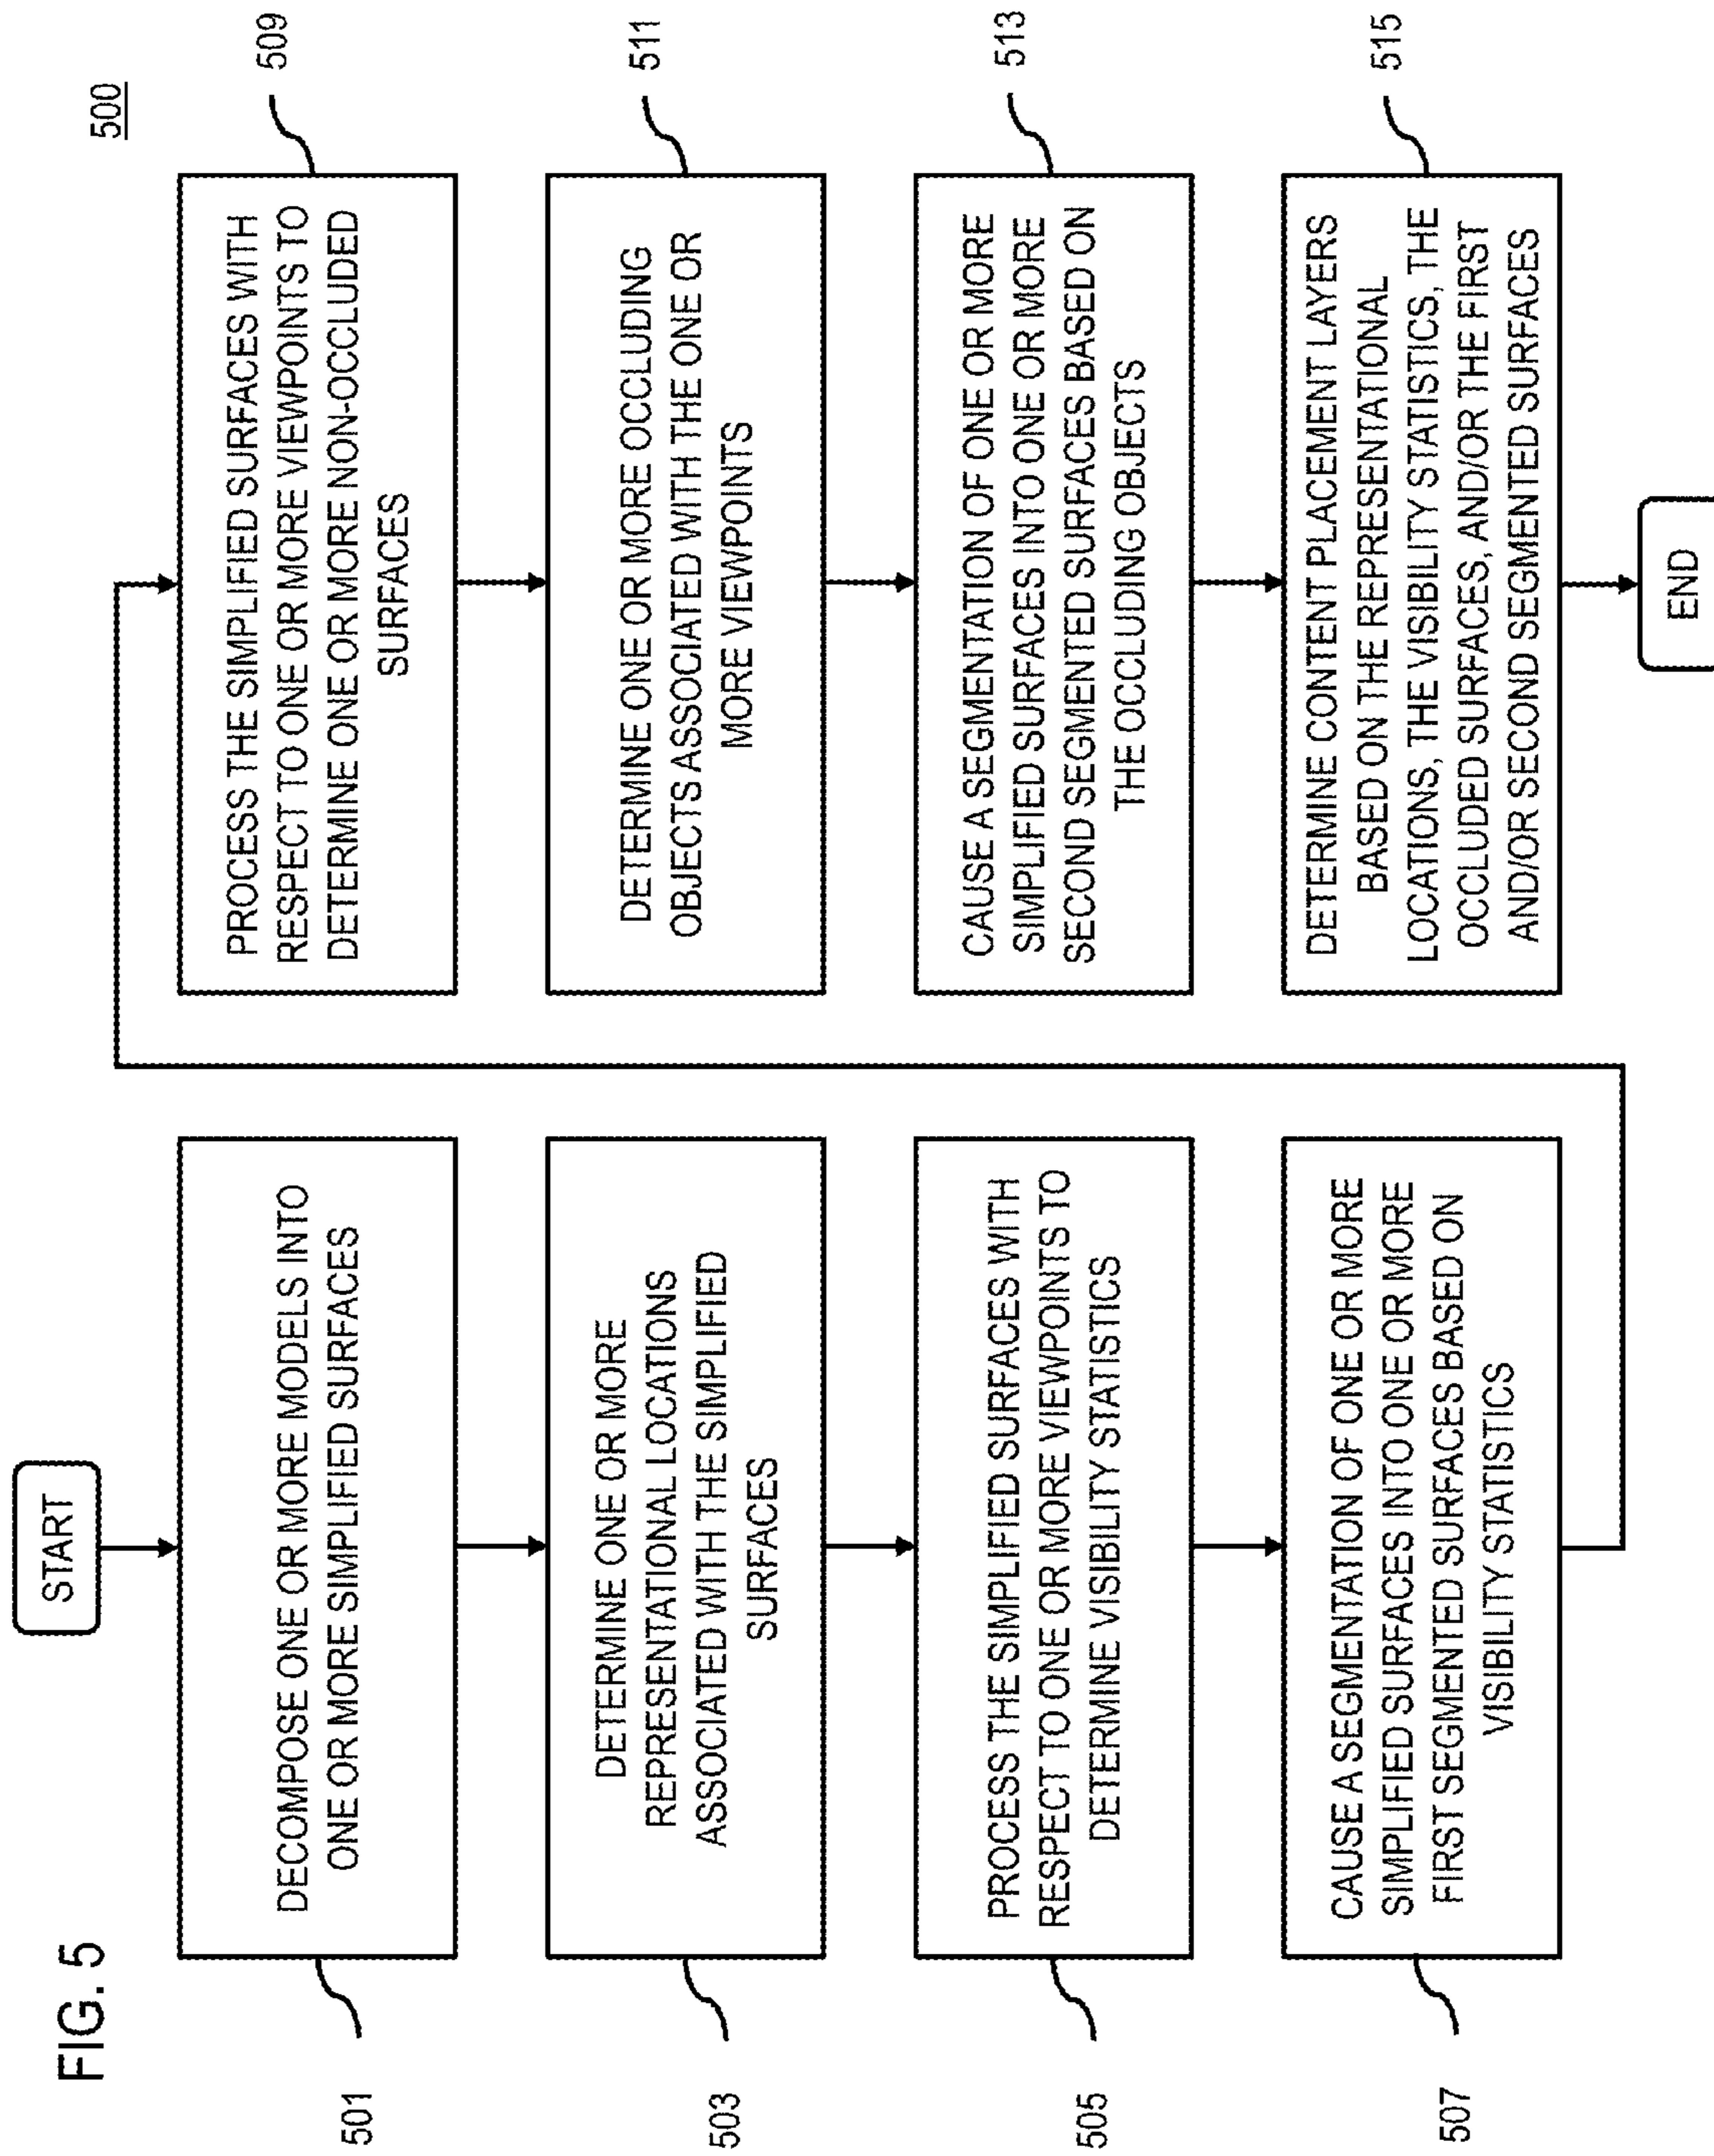 FIG. 5
500
START
501
DECOMPOSE ONE OR MORE MODELS INTO
ONE OR MORE SIMPLIFIED SURFACES
503
DETERMINE ONE OR MORE
REPRESENTATIONAL LOCATIONS
ASSOCIATED WITH THE SIMPLIFIED
SURFACES
505
PROCESS THE SIMPLIFIED SURFACES WITH
RESPECT TO ONE OR MORE VIEWPOINTS TO
DETERMINE VISIBILITY STATISTICS
507
CAUSE A SEGMENTATION OF ONE OR MORE
SIMPLIFIED SURFACES INTO ONE OR MORE
FIRST SEGMENTED SURFACES BASED ON
VISIBILITY STATISTICS
509
PROCESS THE SIMPLIFIED SURFACES WITH
RESPECT TO ONE OR MORE VIEWPOINTS TO
DETERMINE ONE OR MORE NON-OCCLUDED
SURFACES
511
DETERMINE ONE OR MORE OCCLUDING
OBJECTS ASSOCIATED WITH THE ONE OR
MORE VIEWPOINTS
513
CAUSE A SEGMENTATION OF ONE OR MORE
SIMPLIFIED SURFACES INTO ONE OR MORE
SECOND SEGMENTED SURFACES BASED ON
THE OCCLUDING OBJECTS
515
DETERMINE CONTENT PLACEMENT LAYERS
BASED ON THE REPRESENTATIONAL
LOCATIONS, THE VISIBILITY STATISTICS, THE
OCCLUDED SURFACES, AND/OR THE FIRST
AND/OR SECOND SEGMENTED SURFACES
END